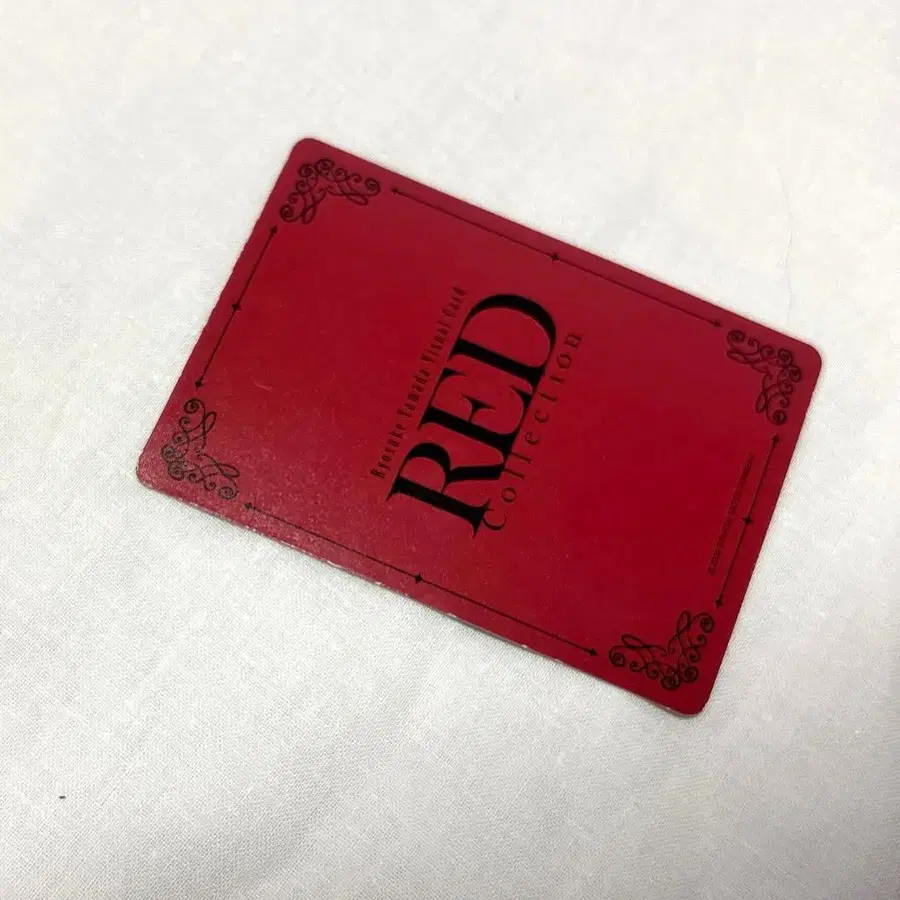 Ryosuke Yamada Visual Card
RED
Collection